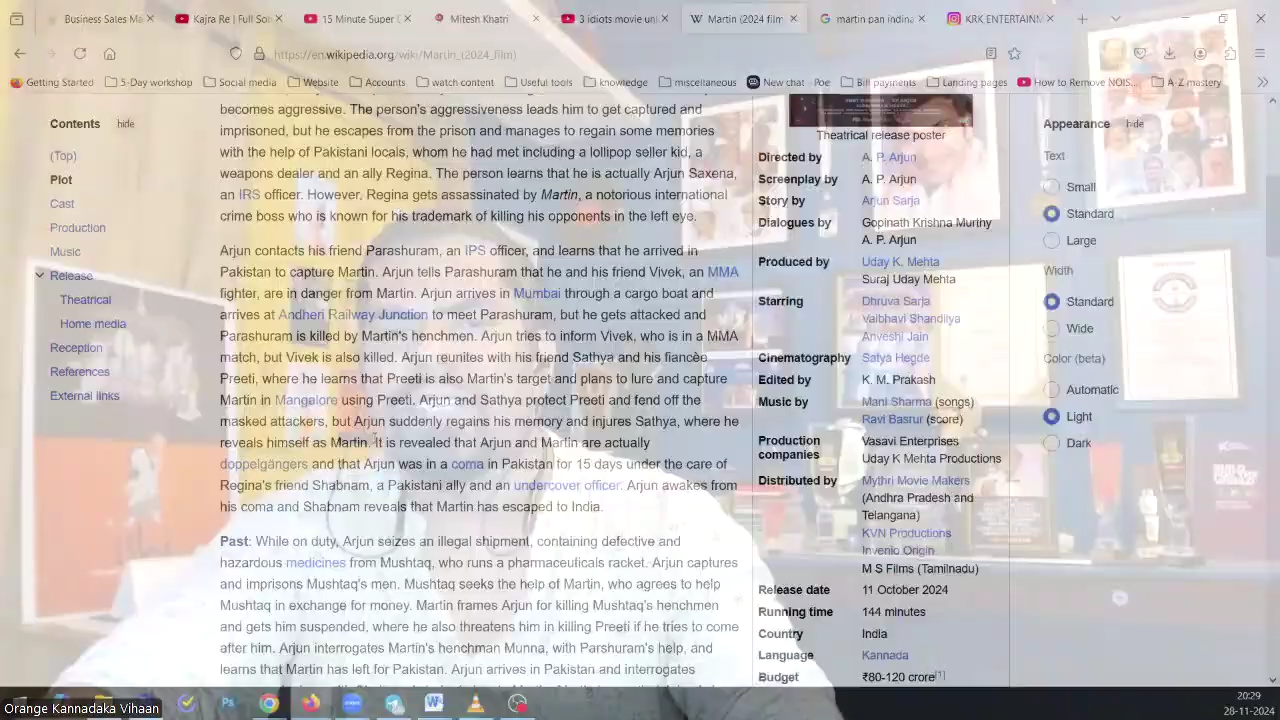 Business Sales Ma
Kajra Re | Full So
15 Minute Super
Mitesh Khatri
3 idiots movie un
Martin (2024 film
martin pan india
KRK ENTERTAINM
https://en.wikipedia.org/wiki/Martin_(2024_film)
Getting Started
5-Day workshop
Social media
Website
Accounts
watch content
Useful tools
knowledge
miscellaneous
New chat - Poe
Bill payments
Landing pages
How to Remove NOIS...
A-Z mastery
Contents hide
(Top)
Plot
Cast
Production
Music
Release
Theatrical
Home media
Reception
References
External links
becomes aggressive. The person's aggressiveness leads him to be captured and
imprisoned, but he escapes from the prison and manages to regain some memories
with the help of Pakistani locals, whom he had met including a lollipop seller kid, a
weapons dealer and an ally Regina. The person learns that he is actually Arjun Saxena,
an IRS officer. However, Regina gets assassinated by Martin, a notorious international
crime boss who is known for his trademark of killing his opponents in the left eye.
Arjun contacts his friend Parashuram, an IPS officer, and learns that he arrived in
Pakistan to capture Martin. Arjun tells Parashuram that he and his friend Vivek, an MMA
fighter, are in danger from Martin. Arjun arrives in Mumbai through a cargo boat and
arrives at Andheri Railway Junction to meet Parashuram, but he gets attacked and
Parashuram is killed by Martin's henchmen. Arjun tries to inform Vivek, who is in a MMA
match, but Vivek is also killed. Arjun reunites with his friend Sathya and his fiancèe
Preeti, where he learns that Preeti is also Martin's target and plans to lure and capture
Martin in Mangalore using Preeti. Arjun and Sathya protect Preeti and fend off the
masked attackers, but Arjun suddenly regains his memory and injures Sathya, where he
reveals himself as Martin. It is revealed that Arjun and Martin are actually
doppelgängers and that Arjun was in a coma in Pakistan for 15 days under the care of
Regina's friend Shabnam, a Pakistani ally and an undercover officer. Arjun awakes from
his coma and Shabnam reveals that Martin has escaped to India.
Past: While on duty, Arjun seizes an illegal shipment, containing defective and
hazardous medicines from Mushtaq, who runs a pharmaceuticals racket. Arjun captures
and imprisons Mushtaq's men. Mushtaq seeks the help of Martin, who agrees to help
Mushtaq in exchange for money. Martin frames Arjun for killing Mushtaq's henchmen
and gets him suspended, where he also threatens him in killing Preeti if he tries to come
after him. Arjun interrogates Martin's henchman Munna, with Parshuram's help, and
learns that Martin has left for Pakistan. Arjun arrives in Pakistan and interrogates
Theatrical release poster
Directed by A. P. Arjun
Screenplay by A. P. Arjun
Story by Arjun Sarja
Dialogues by Gopinath Krishna Murthy
A. P. Arjun
Produced by Uday K. Mehta
Suraj Uday Mehta
Starring Dhruva Sarja
Vaibhavi Shandilya
Anveshi Jain
Cinematography Satya Hegde
Edited by K. M. Prakash
Music by Mani Sharma (songs)
Ravi Basrur (score)
Production Vasavi Enterprises
companies Uday K Mehta Productions
Distributed by Mythri Movie Makers
(Andhra Pradesh and
Telangana)
KVN Productions
Invenio Origin
M S Films (Tamilnadu)
Release date 11 October 2024
Running time 144 minutes
Country India
Language Kannada
Budget ₹80-120 crore[1]
Appearance hide
Text
Small
Standard
Large
Width
Standard
Wide
Color (beta)
Automatic
Light
Dark
Orange Kannadaka Vihaan
20:29
28-11-2024